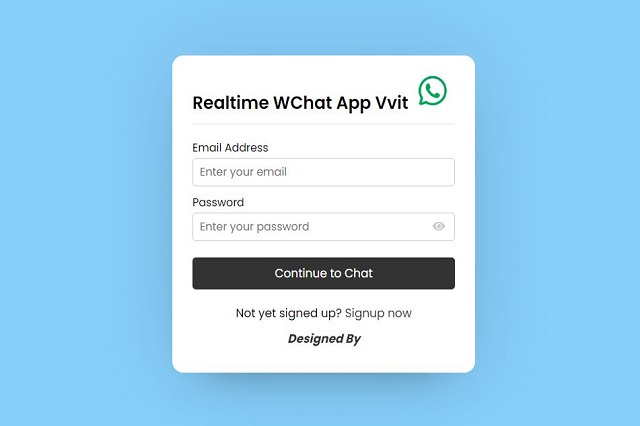 Realtime WChat App Vvit
Email Address
Enter your email
Password
Enter your password
Continue to Chat
Not yet signed up? Signup now
Designed By